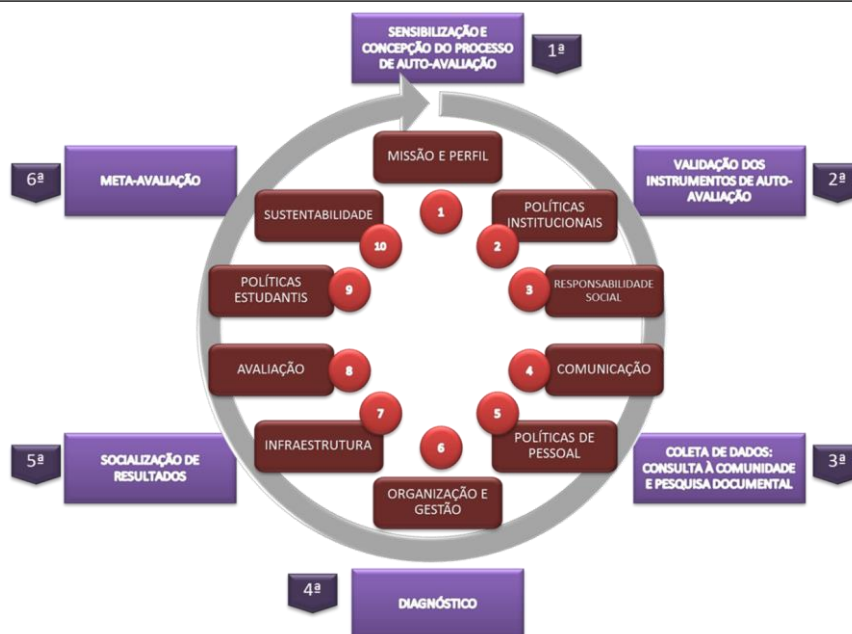 SENSIBILIZAÇÃO E
CONCEPÇÃO DO PROCESSO
DE AUTO-AVALIAÇÃO
1ª
6ª
META-AVALIAÇÃO
VALIDAÇÃO DOS
INSTRUMENTOS DE AUTO-
AVALIAÇÃO
2ª
MISSÃO E PERFIL
1
POLÍTICAS
INSTITUCIONAIS
2
RESPONSABILIDADE
SOCIAL
3
COMUNICAÇÃO
4
POLÍTICAS DE
PESSOAL
5
ORGANIZAÇÃO E
GESTÃO
6
INFRAESTRUTURA
7
AVALIAÇÃO
8
POLÍTICAS
ESTUDANTIS
9
SUSTENTABILIDADE
10
5ª
SOCIALIZAÇÃO DE
RESULTADOS
COLETA DE DADOS:
CONSULTA À COMUNIDADE
E PESQUISA DOCUMENTAL
3ª
4ª
DIAGNÓSTICO